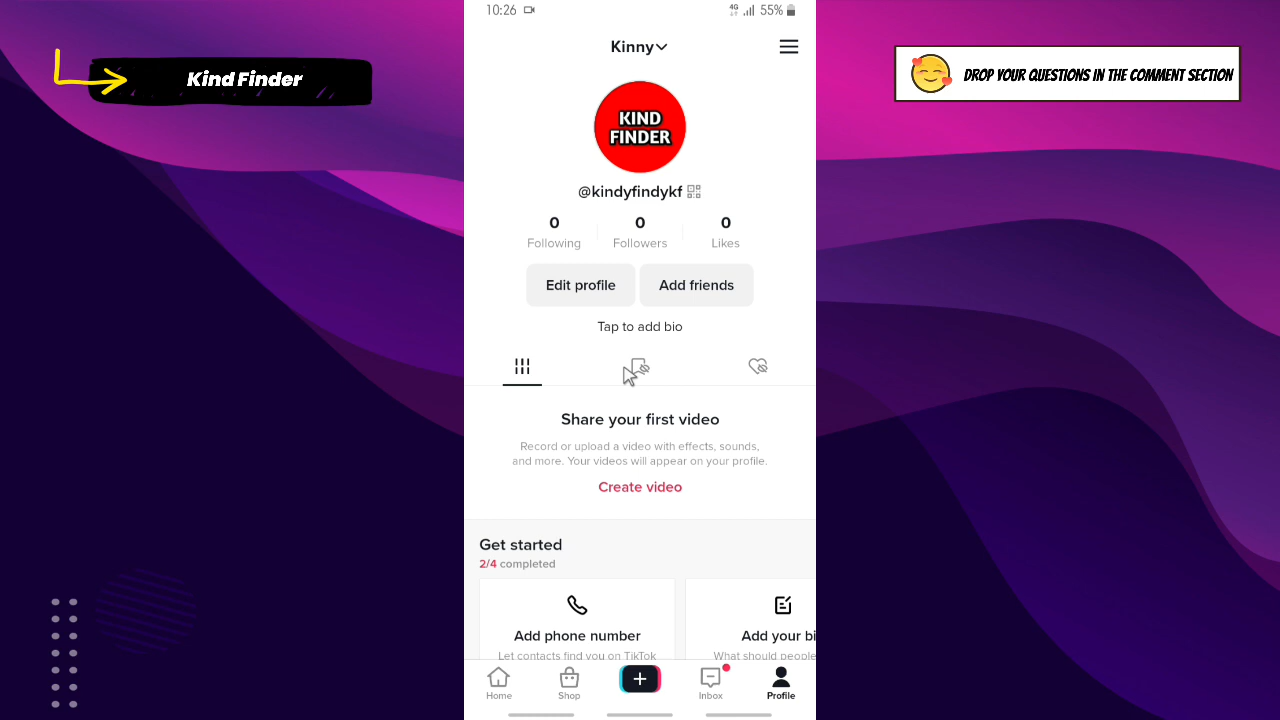 10:26
4G
55%
Kind Finder
Kinny
DROP YOUR QUESTIONS IN THE COMMENT SECTION
KIND
FINDER
@kindyfindykf
0
Following
0
Followers
0
Likes
Edit profile
Add friends
Tap to add bio
Share your first video
Record or upload a video with effects, sounds,
and more. Your videos will appear on your profile.
Create video
Get started
2/4 completed
Add phone number
Let contacts find you on TikTok
Add your bi
What should people
Home
Shop
Inbox
Profile